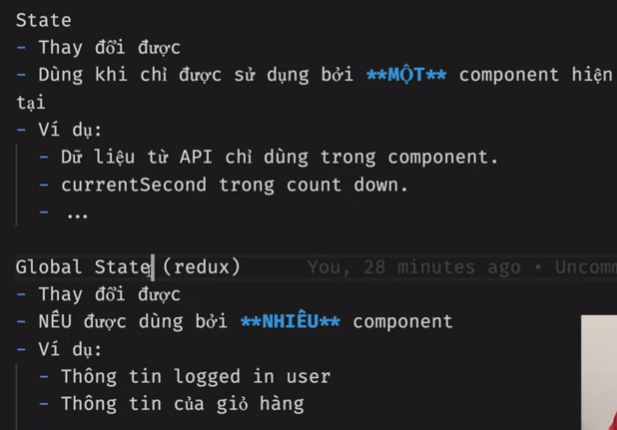 State
- Thay đổi được
- Dùng khi chỉ được sử dụng bởi **MỘT** component hiện
tại
- Ví dụ:
- Dữ liệu từ API chỉ dùng trong component.
- currentSecond trong count down.
- ...
Global State (redux) You, 28 minutes ago • Uncomm
- Thay đổi được
- NẾU được dùng bởi **NHIỀU** component
- Ví dụ:
- Thông tin logged in user
- Thông tin của giỏ hàng